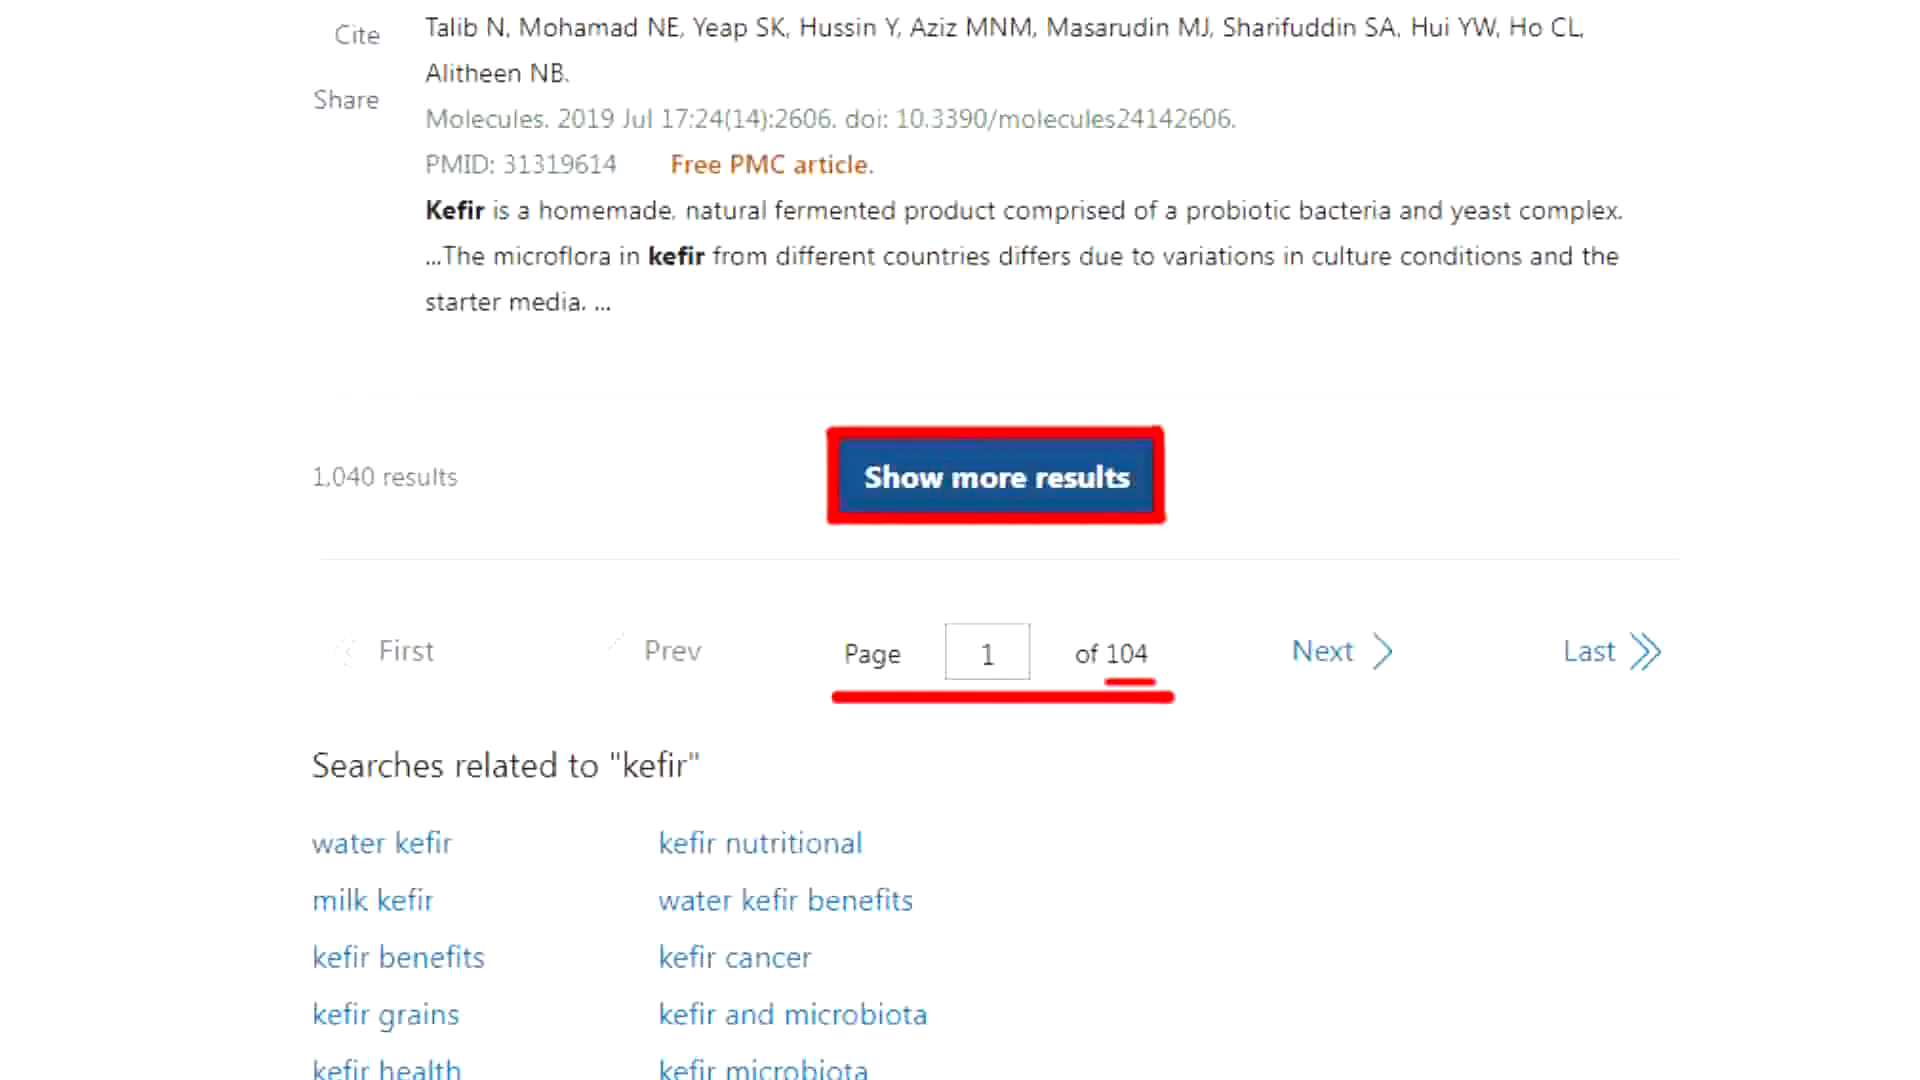 Cite
Talib N, Mohamad NE, Yeap SK, Hussin Y, Aziz MNM, Masarudin MJ, Sharifuddin SA, Hui YW, Ho CL,
Alitheen NB.
Share
Molecules. 2019 Jul 17;24(14):2606. doi: 10.3390/molecules24142606.
PMID: 31319614 Free PMC article.
Kefir is a homemade, natural fermented product comprised of a probiotic bacteria and yeast complex.
...The microflora in kefir from different countries differs due to variations in culture conditions and the
starter media. ...
1,040 results
Show more results
First Prev Page 1 of 104 Next Last
Searches related to "kefir"
water kefir kefir nutritional
milk kefir water kefir benefits
kefir benefits kefir cancer
kefir grains kefir and microbiota
kefir health kefir microbiota